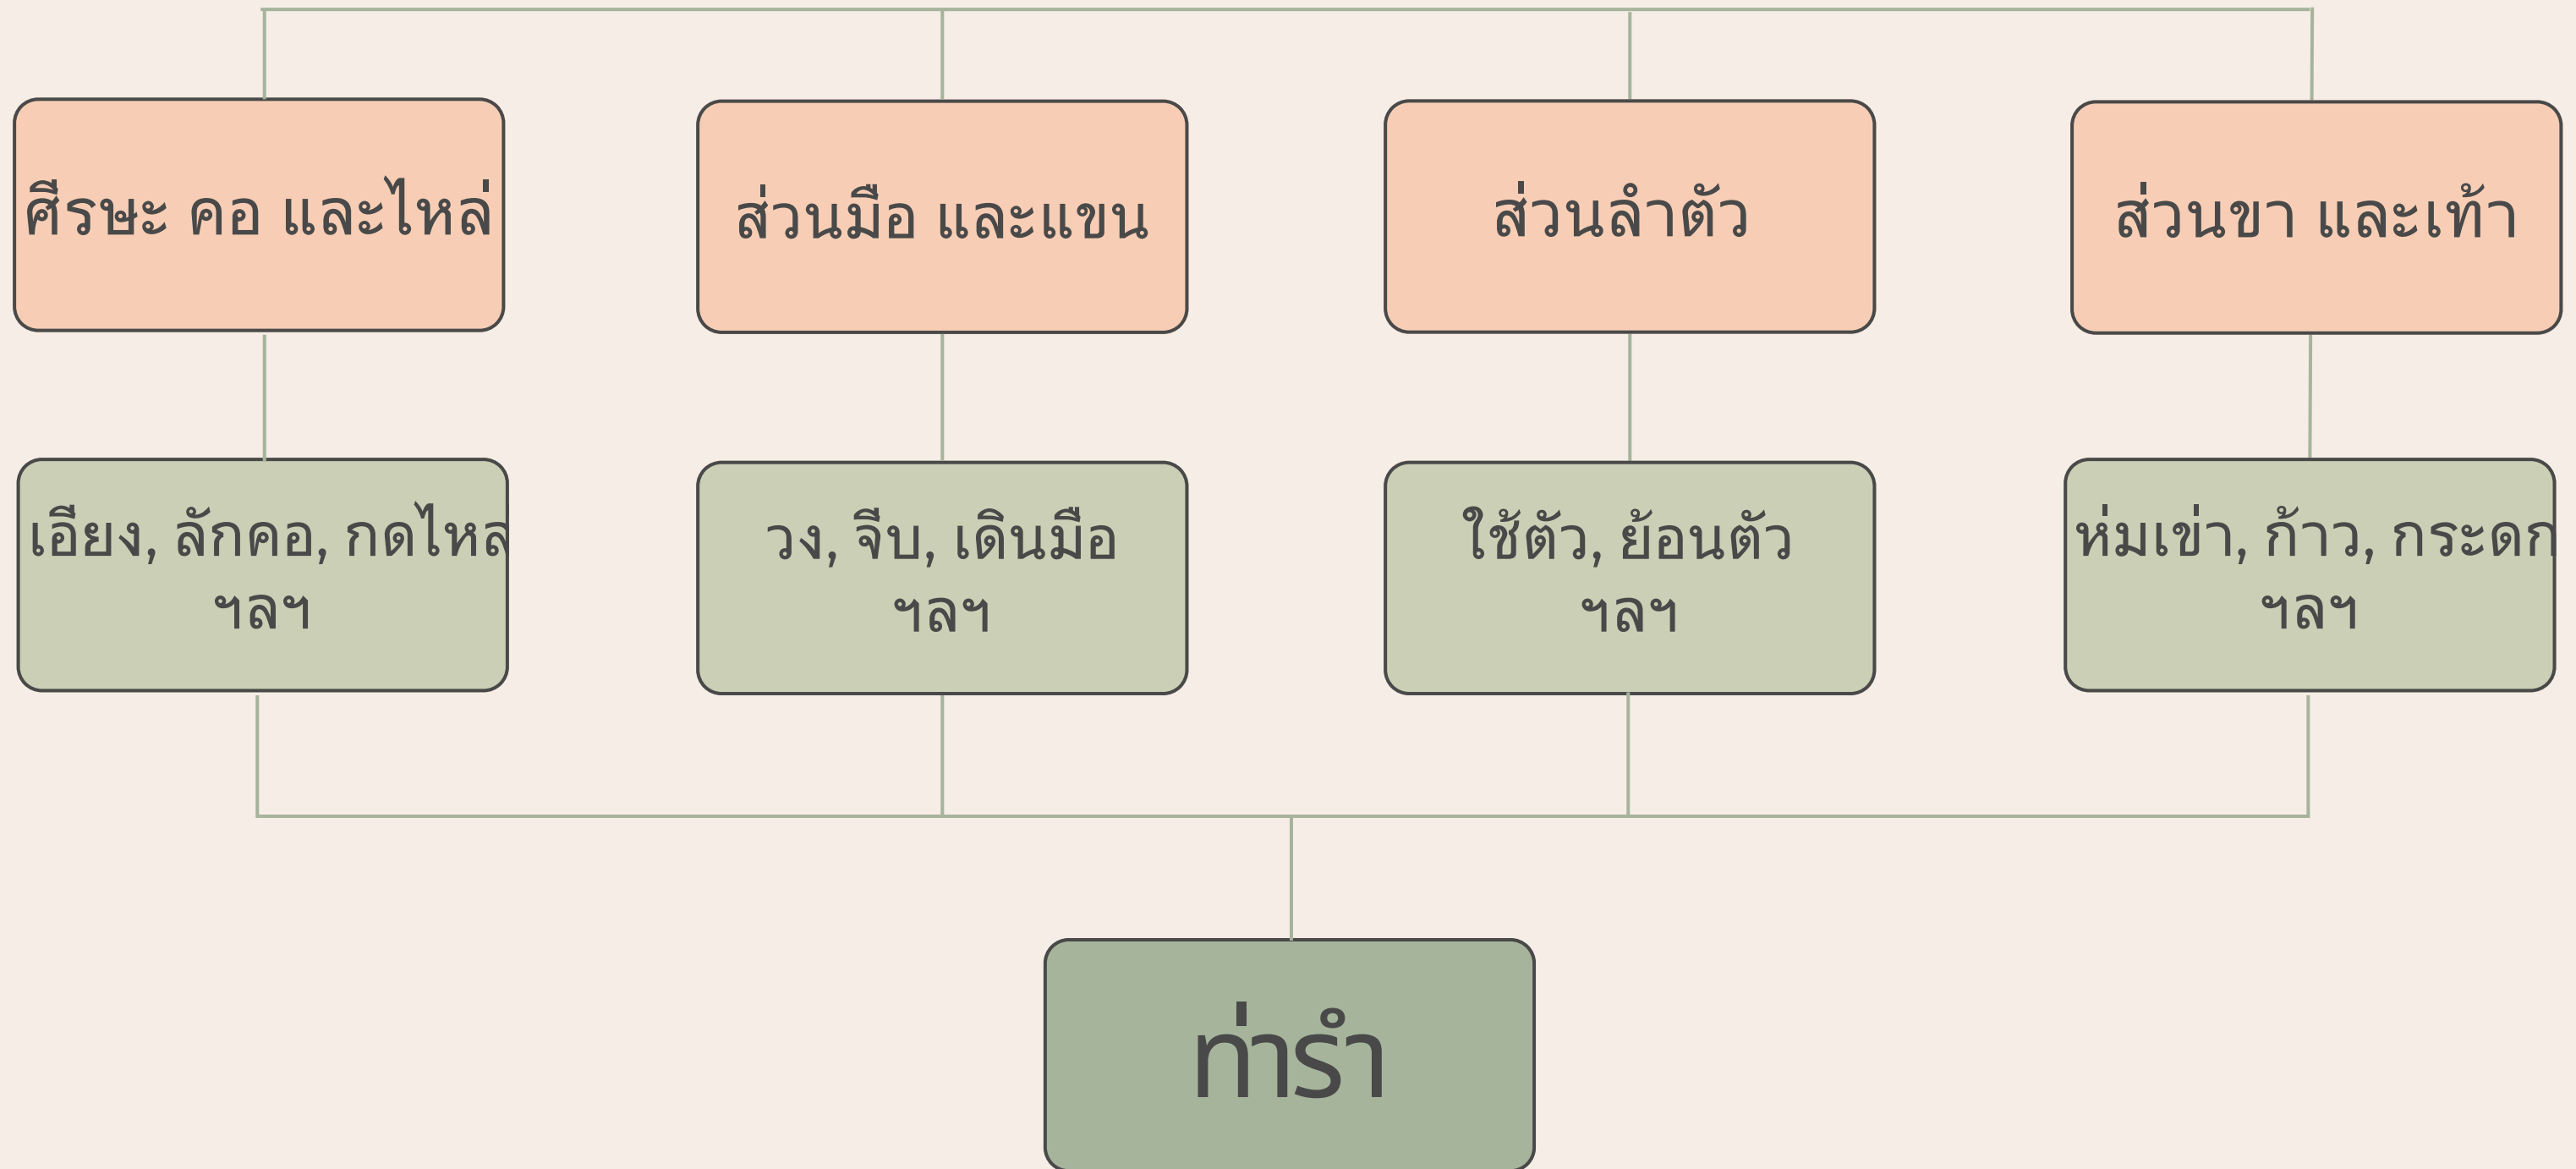 ศีรษะ คอ และไหล่
ส่วนมือ และแขน
ส่วนลำตัว
ส่วนขา และเท้า
เอียง, ลักคอ, กดไหล
ฯลฯ
วง, จีบ, เดินมือ
ฯลฯ
ใช้ตัว, ย้อนตัว
ฯลฯ
ห่มเข่า, ก้าว, กระดก
ฯลฯ
ท่ารำ